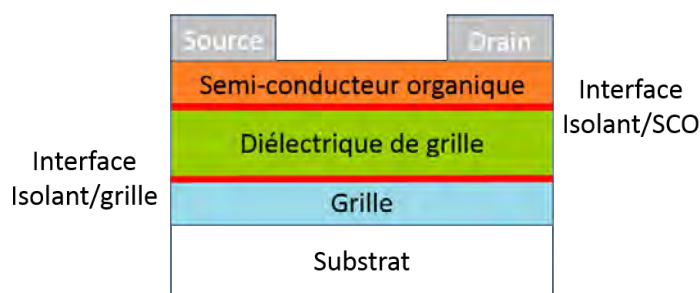 Source
Drain
Semi-conducteur organique
Interface
Isolant/SCO
Diélectrique de grille
Interface
Isolant/grille
Grille
Substrat